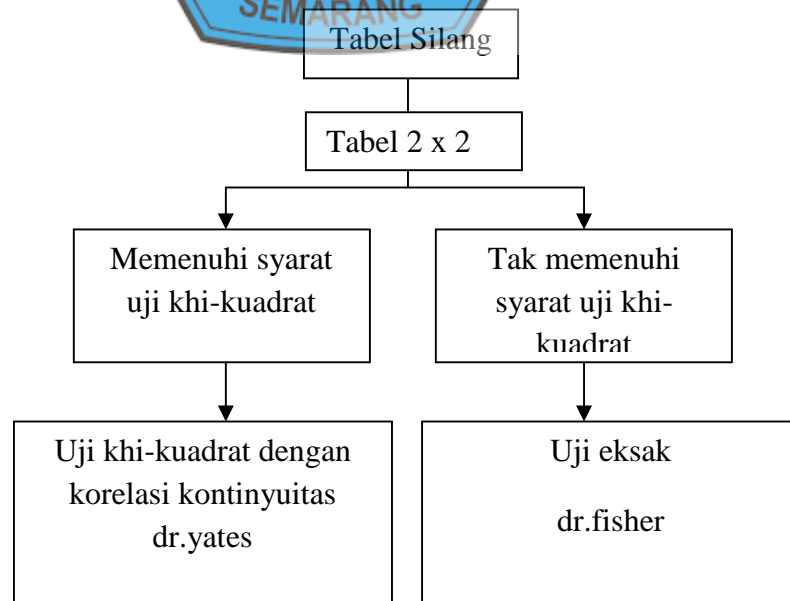 SEMARANG
Tabel Silang
Tabel 2 x 2
Memenuhi syarat
uji khi-kuadrat
Tak memenuhi
syarat uji khi-
kuadrat
Uji khi-kuadrat dengan
korelasi kontinyuitas
dr.yates
Uji eksak
dr.fisher